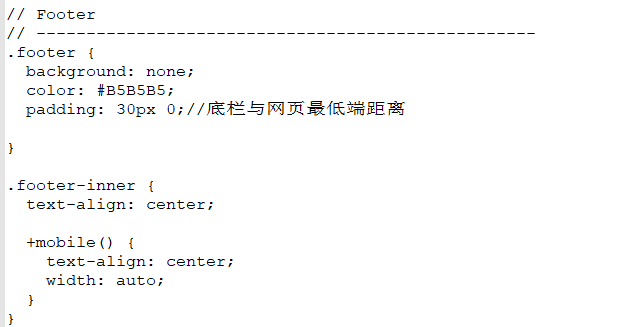 // Footer
// --------------------------------------------------
.footer {
  background: none;
  color: #B5B5B5;
  padding: 30px 0;//底栏与网页最低端距离
}
.footer-inner {
  text-align: center;
  +mobile() {
    text-align: center;
    width: auto;
  }
}